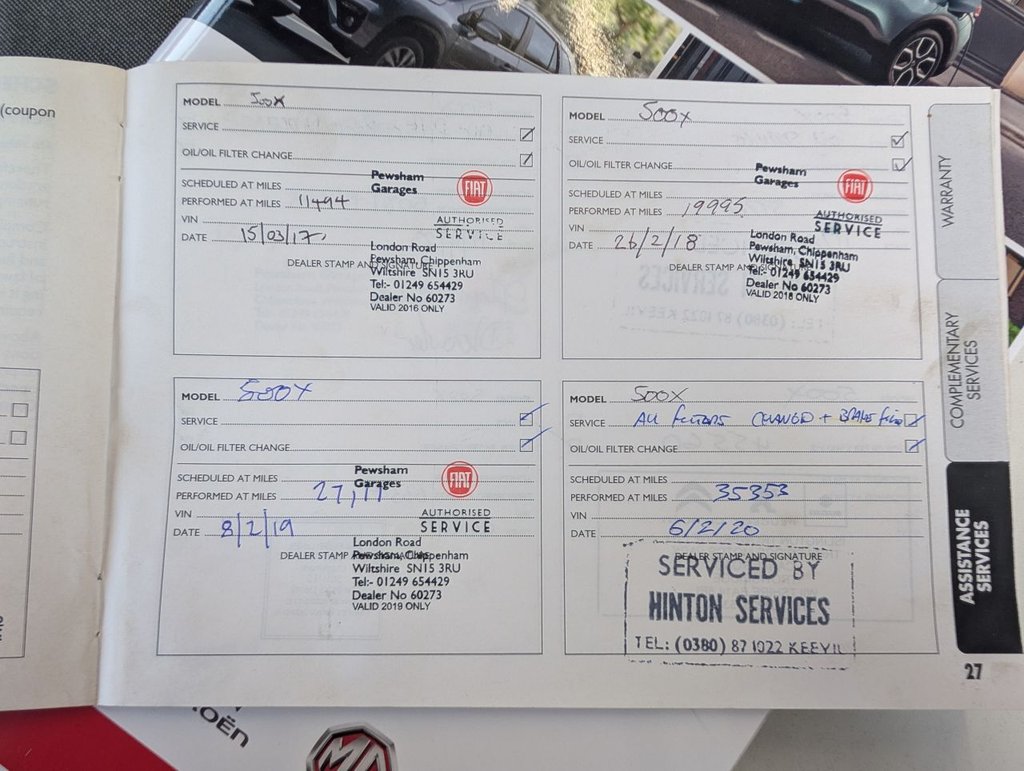 (coupon
MODEL 500X
SERVICE
OIL/OIL FILTER CHANGE
SCHEDULED AT MILES
PERFORMED AT MILES 11494
VIN
DATE 15/03/17
DEALER STAMP AND SIGNATURE
Pewsham
Garages
FIAT
AUTHORISED
SERVICE
London Road
Pewsham, Chippenham
Wiltshire SN15 3RU
Tel:- 01249 654429
Dealer No 60273
VALID 2016 ONLY
MODEL 500X
SERVICE
OIL/OIL FILTER CHANGE
SCHEDULED AT MILES
PERFORMED AT MILES 19995
VIN
DATE 26/2/18
DEALER STAMP AND SIGNATURE
Pewsham
Garages
FIAT
AUTHORISED
SERVICE
London Road
Pewsham, Chippenham
Wiltshire SN15 3RU
Tel:- 01249 654429
Dealer No 60273
VALID 2018 ONLY
MODEL 500X
SERVICE
OIL/OIL FILTER CHANGE
SCHEDULED AT MILES
PERFORMED AT MILES 27,11
VIN
DATE 8/2/19
DEALER STAMP AND SIGNATURE
Pewsham
Garages
FIAT
AUTHORISED
SERVICE
London Road
Pewsham, Chippenham
Wiltshire SN15 3RU
Tel:- 01249 654429
Dealer No 60273
VALID 2019 ONLY
MODEL 500X
SERVICE ALL FILTERS CHANGED + BRAKE
OIL/OIL FILTER CHANGE
SCHEDULED AT MILES
PERFORMED AT MILES 35353
VIN
DATE 6/2/20
DEALER STAMP AND SIGNATURE
SERVICED BY
HINTON SERVICES
TEL: (0380) 87 1022 KEEVIL
WARRANTY
COMPLEMENTARY
SERVICES
ASSISTANCE
SERVICES
27
OËN
MG